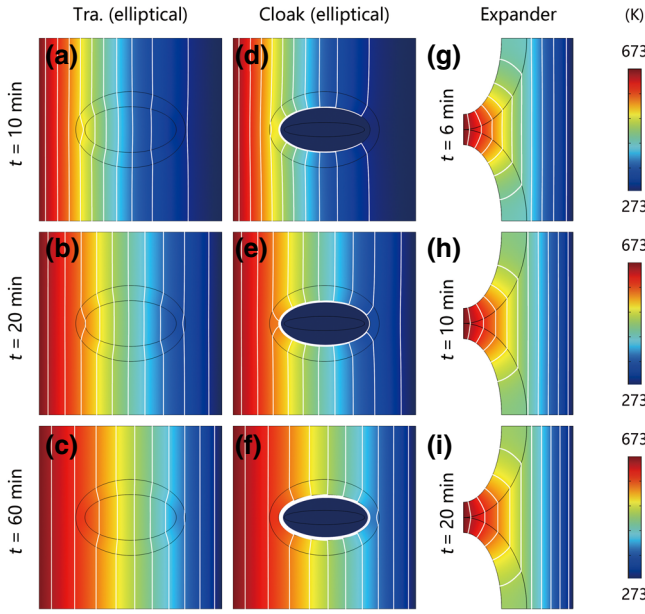 Tra. (elliptical) Cloak (elliptical) Expander (K)
(a) (d) (g) 673
t = 10 min t = 6 min
273
(b) (e) (h) 673
t = 20 min t = 10 min
273
(c) (f) (i) 673
t = 60 min t = 20 min
273